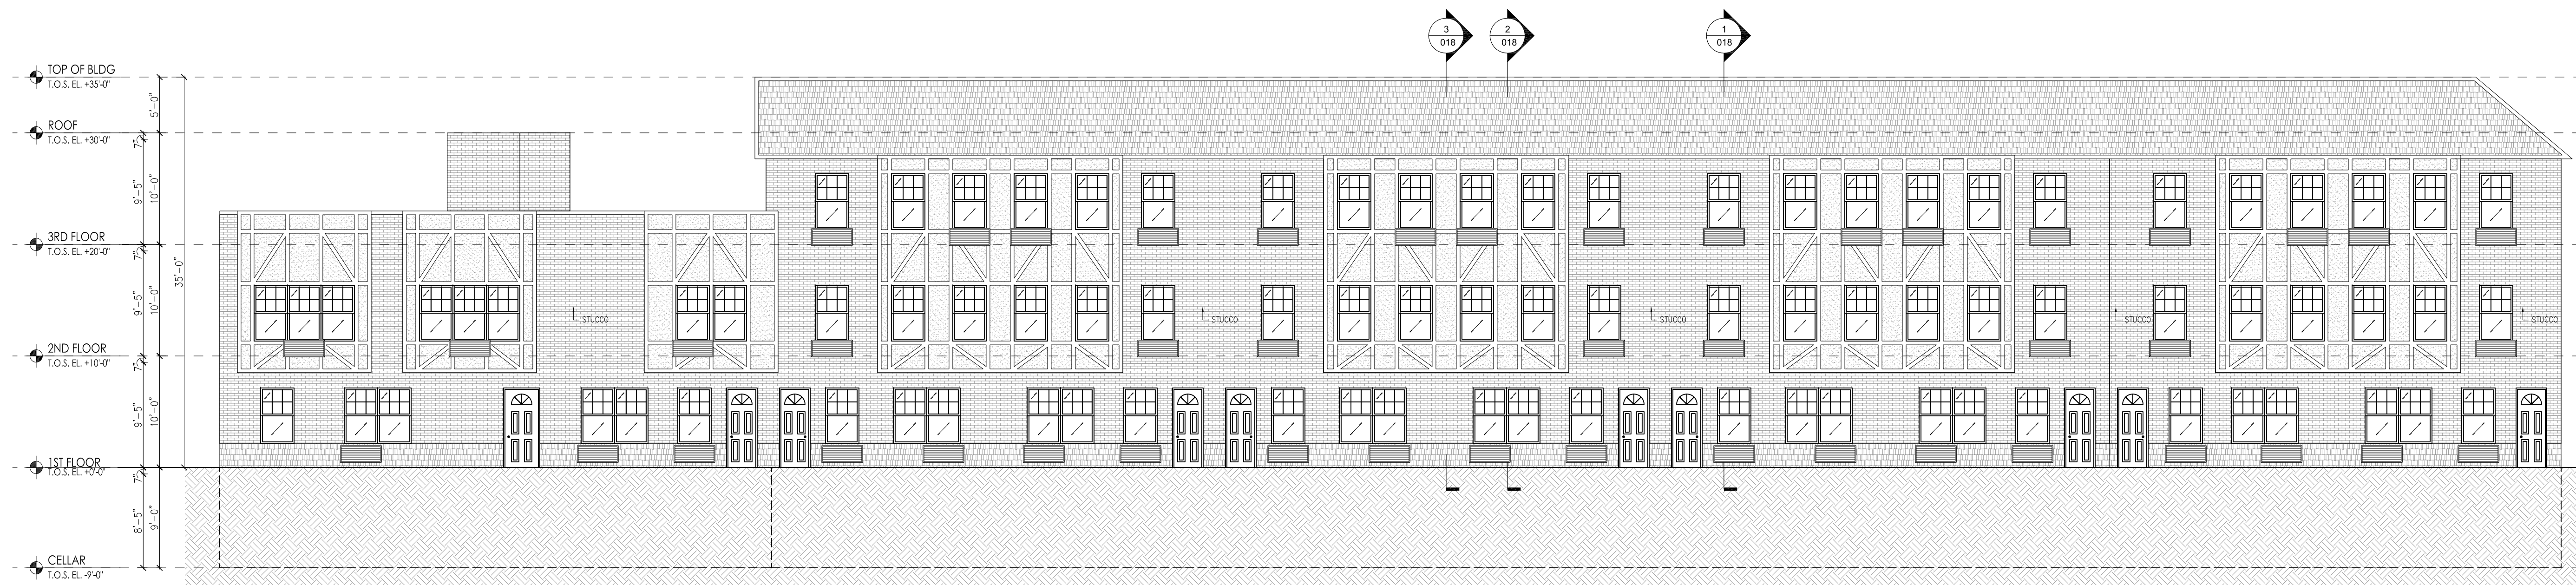 3
018
2
018
1
018
TOP OF BLDG
T.O.S. EL. +35'-0"
5'-0"
ROOF
T.O.S. EL. +30'-0"
7"
9'-5"
10'-0"
3RD FLOOR
T.O.S. EL. +20'-0"
7"
35'-0"
9'-5"
10'-0"
STUCCO
STUCCO
STUCCO
STUCCO
STUCCO
2ND FLOOR
T.O.S. EL. +10'-0"
7"
9'-5"
10'-0"
1ST FLOOR
T.O.S. EL. +0'-0"
7"
8'-5"
9'-0"
CELLAR
T.O.S. EL. -9'-0"